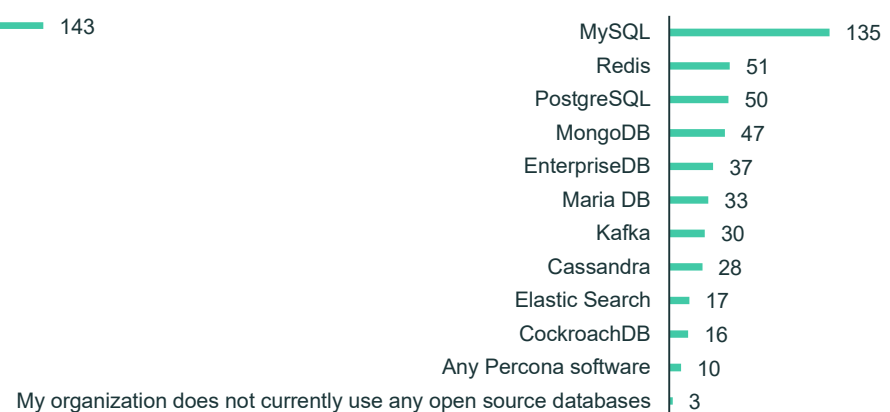 143
MySQL 135
Redis 51
PostgreSQL 50
MongoDB 47
EnterpriseDB 37
Maria DB 33
Kafka 30
Cassandra 28
Elastic Search 17
CockroachDB 16
Any Percona software 10
My organization does not currently use any open source databases 3